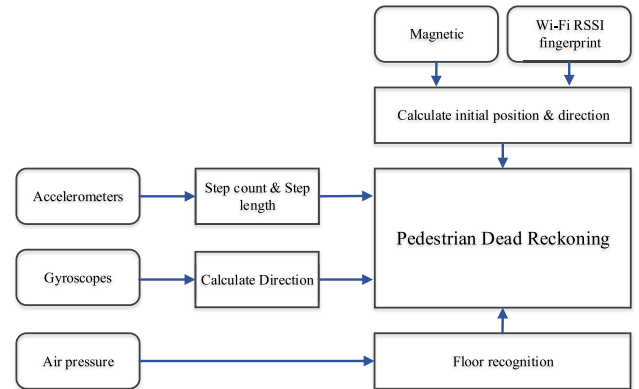 Magnetic
Wi-Fi RSSI
fingerprint
Calculate initial position & direction
Accelerometers
Step count & Step
length
Pedestrian Dead Reckoning
Gyroscopes
Calculate Direction
Air pressure
Floor recognition